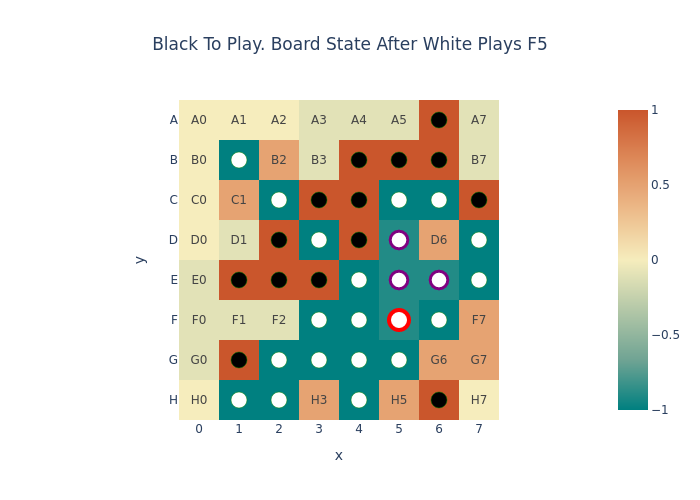 Black To Play. Board State After White Plays F5
A A0 A1 A2 A3 A4 A5 A7
B B0 B2 B3 B7
C C0 C1
D D0 D1 D6
E E0
F F0 F1 F2 F7
G G0 G6 G7
H H0 H3 H5 H7
0 1 2 3 4 5 6 7
x
y
1
0.5
0
−0.5
−1